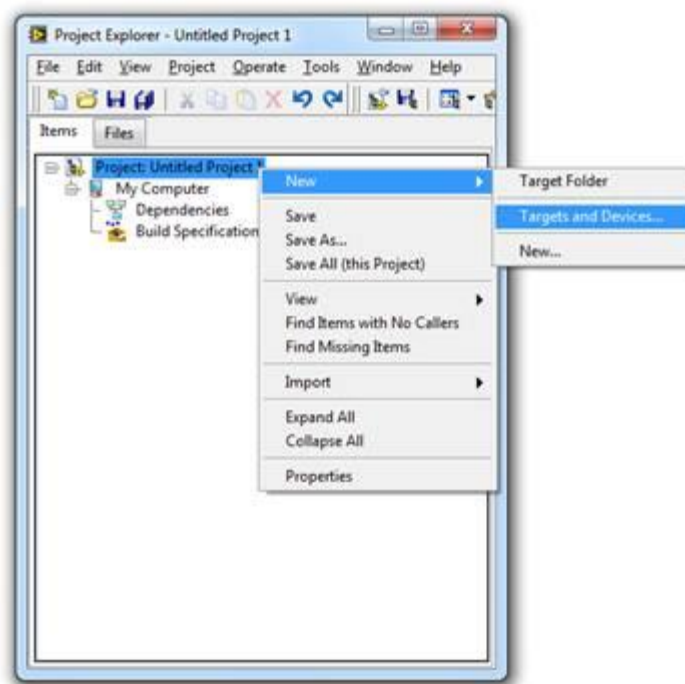 Project Explorer - Untitled Project 1
File Edit View Project Operate Tools Window Help
Items Files
Project: Untitled Project 1
My Computer
Dependencies
Build Specification
New
Save
Save As...
Save All (this Project)
View
Find Items with No Callers
Find Missing Items
Import
Expand All
Collapse All
Properties
Target Folder
Targets and Devices...
New...